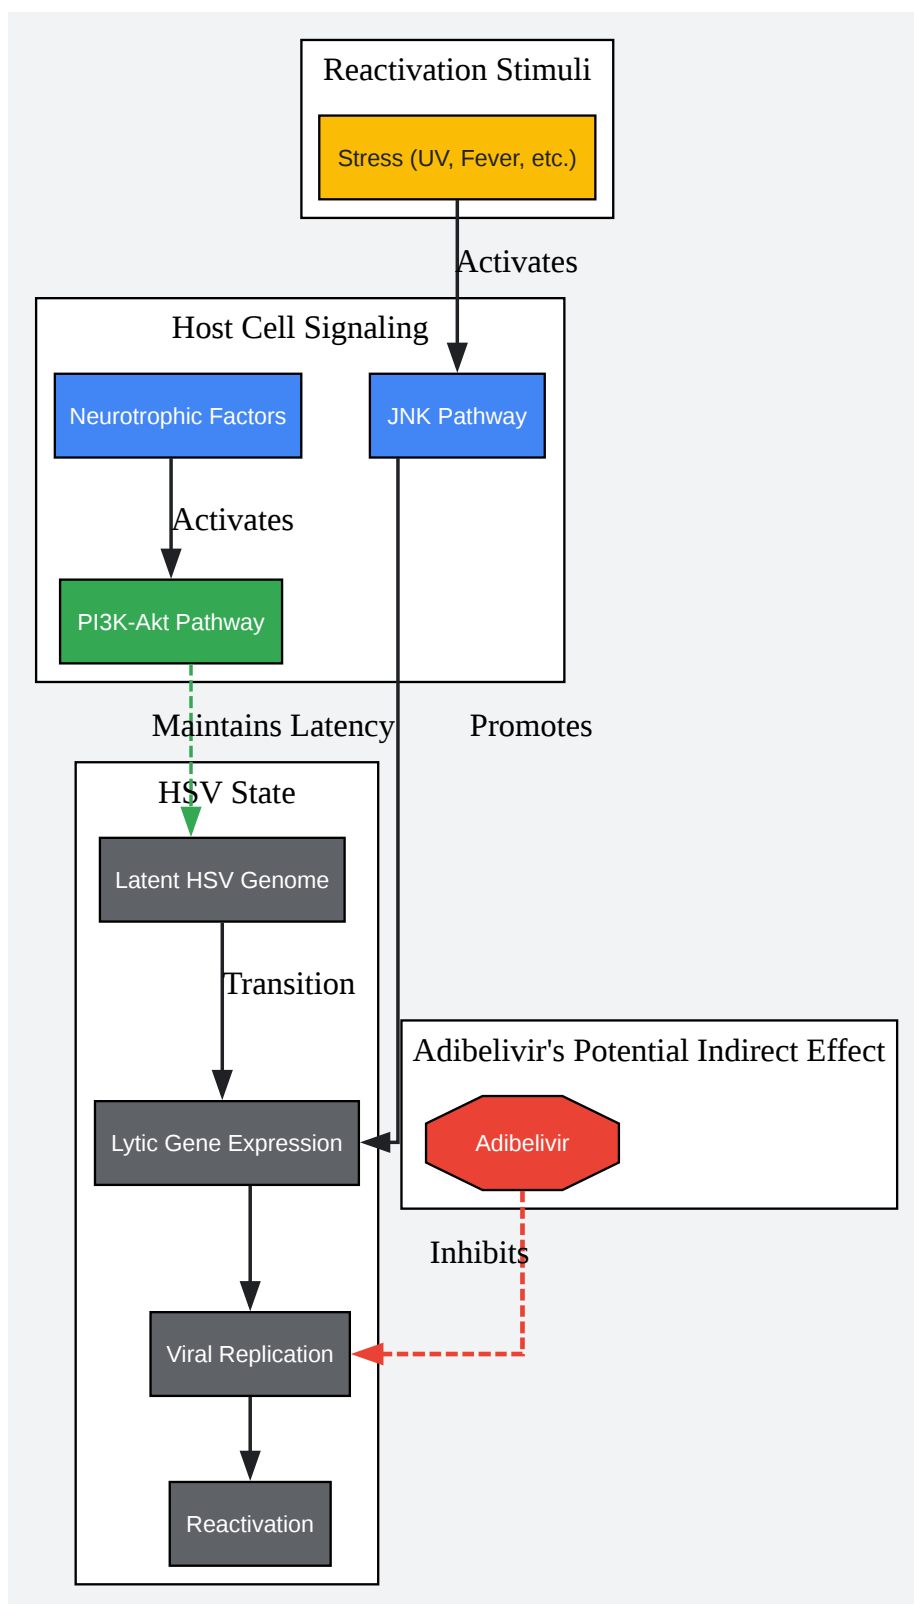 Reactivation Stimuli
Stress (UV, Fever, etc.)
Activates
Host Cell Signaling
Neurotrophic Factors
JNK Pathway
Activates
PI3K-Akt Pathway
Maintains Latency
Promotes
HSV State
Latent HSV Genome
Transition
Adibelivir's Potential Indirect Effect
Lytic Gene Expression
Adibelivir
Inhibits
Viral Replication
Reactivation